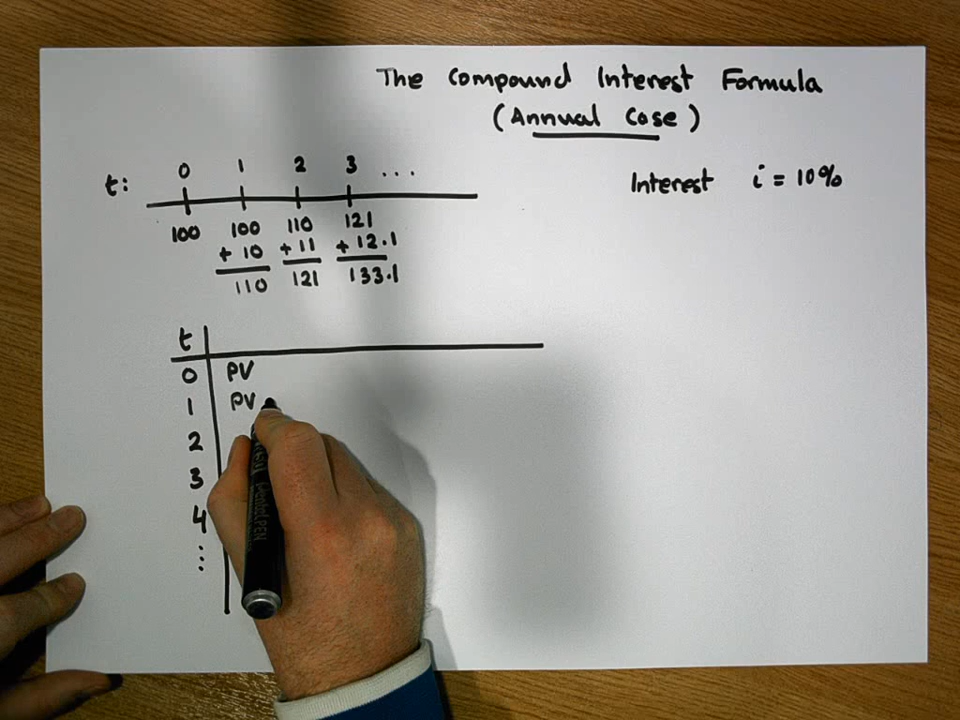 The Compound Interest Formula
(Annual Case)
Interest i = 10%
t: 0 1 2 3 ...
100 100 110 121
+ 10 + 11 + 12.1
110 121 133.1
t
0 PV
1 PV
2
3
4
⋮
PentelPEN